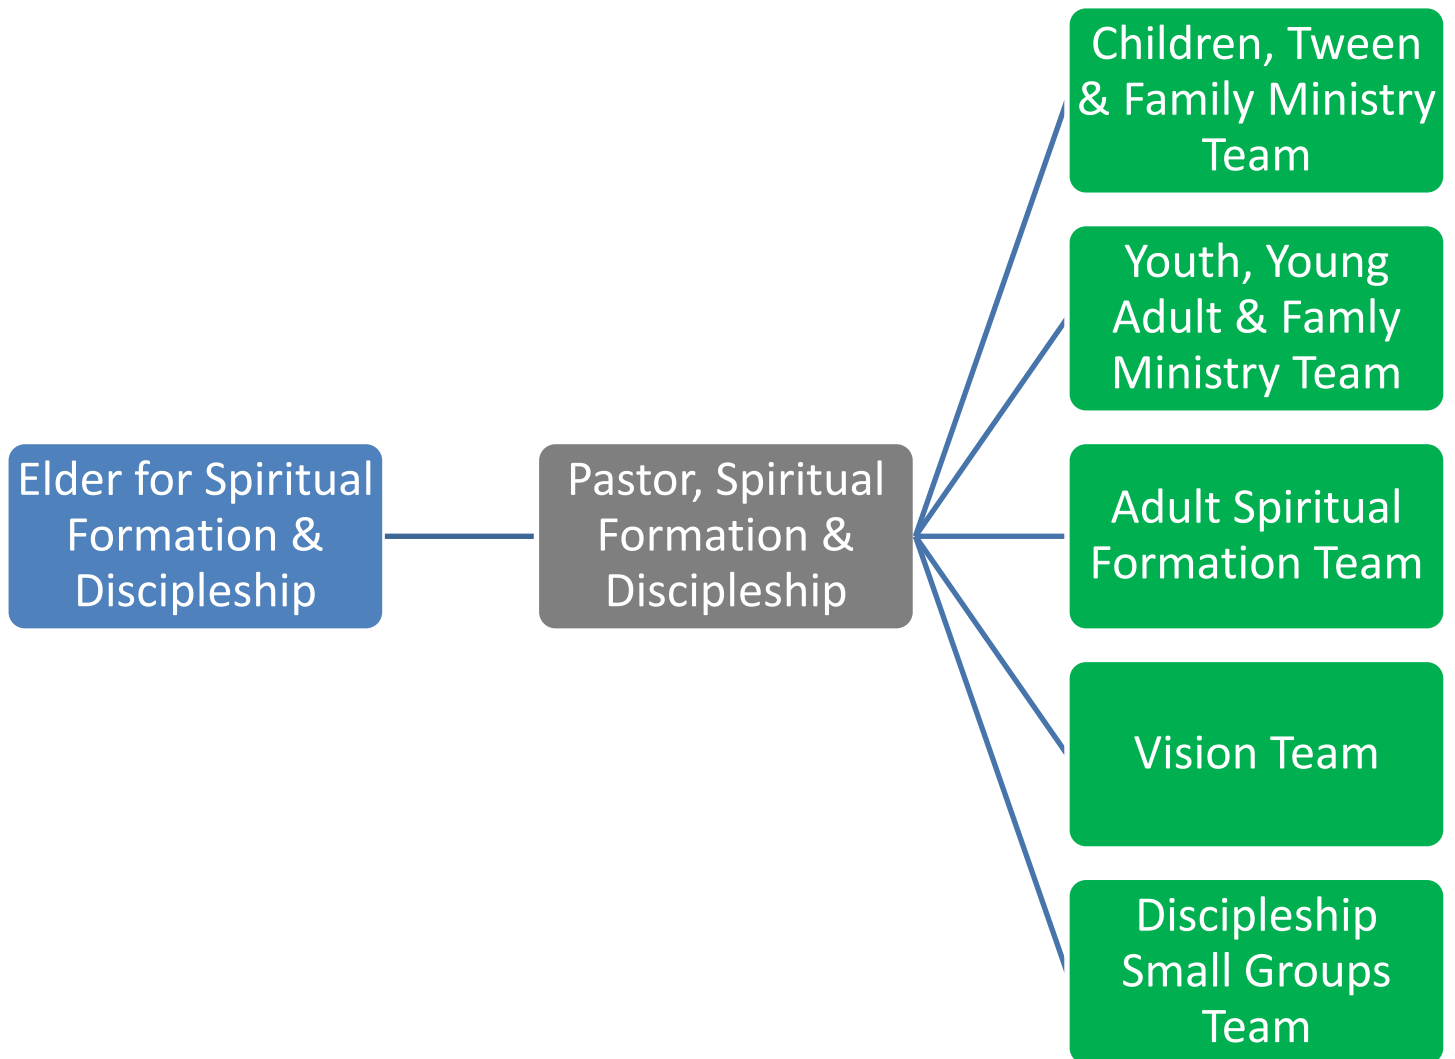 Elder for Spiritual
Formation &
Discipleship
Pastor, Spiritual
Formation &
Discipleship
Children, Tween
& Family Ministry
Team
Youth, Young
Adult & Famly
Ministry Team
Adult Spiritual
Formation Team
Vision Team
Discipleship
Small Groups
Team